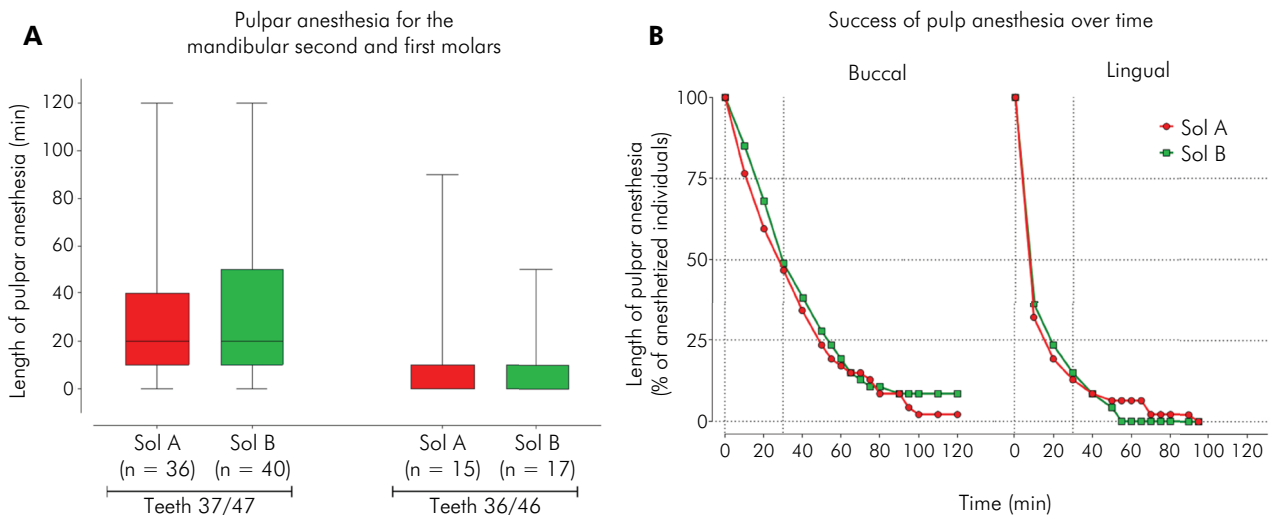 A
Pulpar anesthesia for the
mandibular second and first molars
Length of pulpar anesthesia (min)
120
100
80
60
40
20
0
Sol A
(n = 36)
Sol B
(n = 40)
Teeth 37/47
Sol A
(n = 15)
Sol B
(n = 17)
Teeth 36/46
B
Success of pulp anesthesia over time
Buccal
Lingual
Length of pulpar anesthesia
(% of anesthetized individuals)
100
75
50
25
0
Sol A
Sol B
0 20 40 60 80 100 120
0 20 40 60 80 100 120
Time (min)